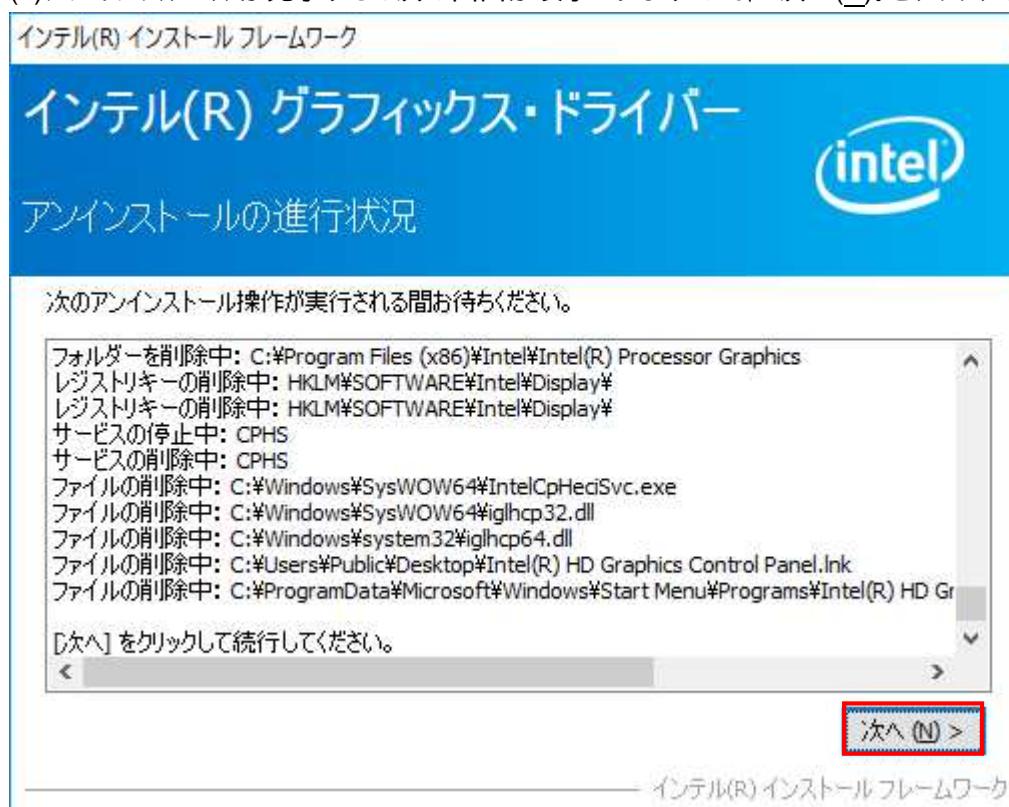 インテル(R) インストール フレームワーク
インテル(R) グラフィックス・ドライバー
intel
アンインストールの進行状況
次のアンインストール操作が実行される間お待ちください。
フォルダーを削除中: C:¥Program Files (x86)¥Intel¥Intel(R) Processor Graphics
レジストリキーの削除中: HKLM¥SOFTWARE¥Intel¥Display¥
レジストリキーの削除中: HKLM¥SOFTWARE¥Intel¥Display¥
サービスの停止中: CPHS
サービスの削除中: CPHS
ファイルの削除中: C:¥Windows¥SysWOW64¥IntelCpHeciSvc.exe
ファイルの削除中: C:¥Windows¥SysWOW64¥iglhcp32.dll
ファイルの削除中: C:¥Windows¥system32¥iglhcp64.dll
ファイルの削除中: C:¥Users¥Public¥Desktop¥Intel(R) HD Graphics Control Panel.lnk
ファイルの削除中: C:¥ProgramData¥Microsoft¥Windows¥Start Menu¥Programs¥Intel(R) HD Gr
[次へ] をクリックして続行してください。
次へ (N) >
インテル(R) インストール フレームワーク